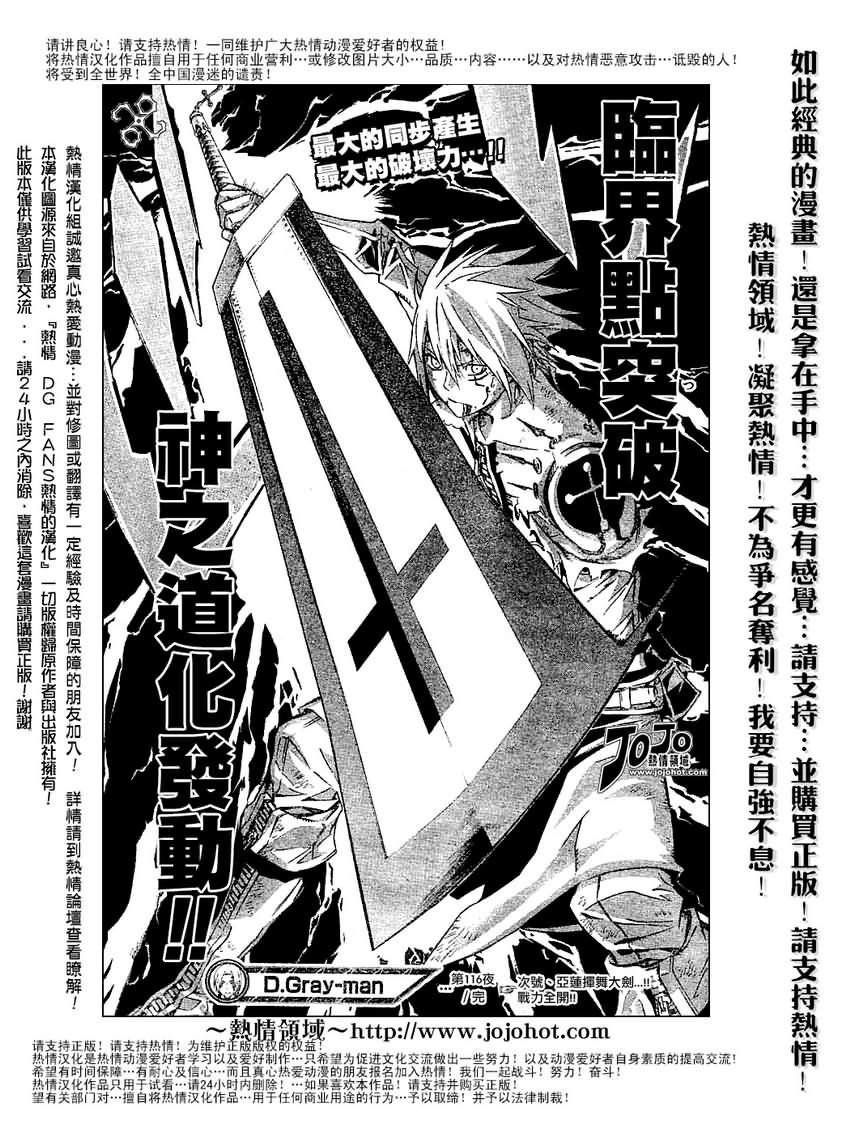 请讲良心！请支持热情！一同维护广大热情动漫爱好者的权益！
将热情汉化作品擅自用于任何商业营利…或修改图片大小…品质…内容……以及对热情恶意攻击…诋毁的人！
将受到全世界！全中国漫迷的谴责！
如此經典的漫畫！還是拿在手中…才更有感覺…請支持…並購買正版！請支持熱情！
熱情領域！凝聚熱情！不為爭名奪利！我要自強不息！
最大的同步產生
最大的破壞力…!!
臨界點突破
っ
神之道化發動!!
熱情漢化組誠邀真心熱愛動漫…並對修圖或翻譯有一定經驗及時間保障的朋友加入！ 詳情請到熱情論壇查看瞭解！
本漢化圖源來自於網路．『熱情 DG FANS熱情的漢化』一切版權歸原作者與出版社擁有！
此版本僅供學習試看交流...請24小時之內消除．喜歡這套漫畫請購買正版！謝謝
JOJO
熱情領域
www.jojohot.com
D.Gray-man
…第116夜
/完
☞次號、亞蓮揮舞大劍…!!
戰力全開!!
～熱情領域～http://www.jojohot.com
请支持正版！请支持热情！为维护正版版权的权益！
热情汉化是热情动漫爱好者学习以及爱好制作…只希望为促进文化交流做出一些努力！以及动漫爱好者自身素质的提高交流！
希望有时间保障…有耐心及信心…而且真心热爱动漫的朋友报名加入热情！我们一起战斗！努力！奋斗！
热情汉化作品只用于试看…请24小时内删除！…如果喜欢本作品！请支持并购买正版！
望有关部门对…擅自将热情汉化作品…用于任何商业用途的行为…予以取缔！并予以法律制裁！